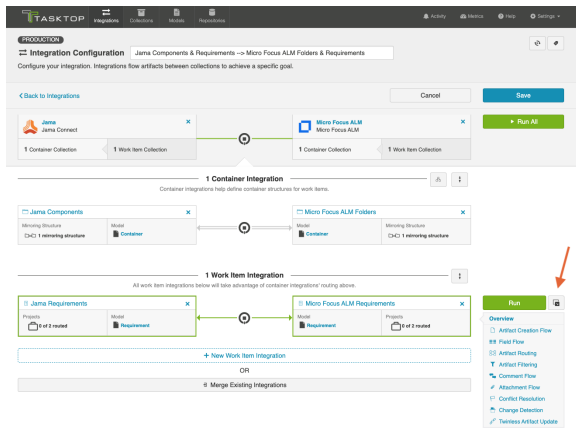 TASKTOP
Integrations
Collections
Models
Repositories
Activity
Metrics
Help
Settings
PRODUCTION
Integration Configuration
Jama Components & Requirements --> Micro Focus ALM Folders & Requirements
Configure your integration. Integrations flow artifacts between collections to achieve a specific goal.
Back to Integrations
Cancel
Save
Jama
Jama Connect
Micro Focus ALM
Micro Focus ALM
Run All
1 Container Collection
1 Work Item Collection
1 Container Collection
1 Work Item Collection
1 Container Integration
Container integrations help define container structures for work items.
Jama Components
Mirroring Structure
1 mirroring structure
Model
Container
Micro Focus ALM Folders
Model
Container
Mirroring Structure
1 mirroring structure
1 Work Item Integration
All work item integrations below will take advantage of container integrations' routing above.
Jama Requirements
Projects
0 of 2 routed
Model
Requirement
Micro Focus ALM Requirements
Model
Requirement
Projects
0 of 2 routed
Run
Overview
Artifact Creation Flow
Field Flow
Artifact Routing
Artifact Filtering
Comment Flow
Attachment Flow
Conflict Resolution
Change Detection
Twinless Artifact Update
+ New Work Item Integration
OR
Merge Existing Integrations